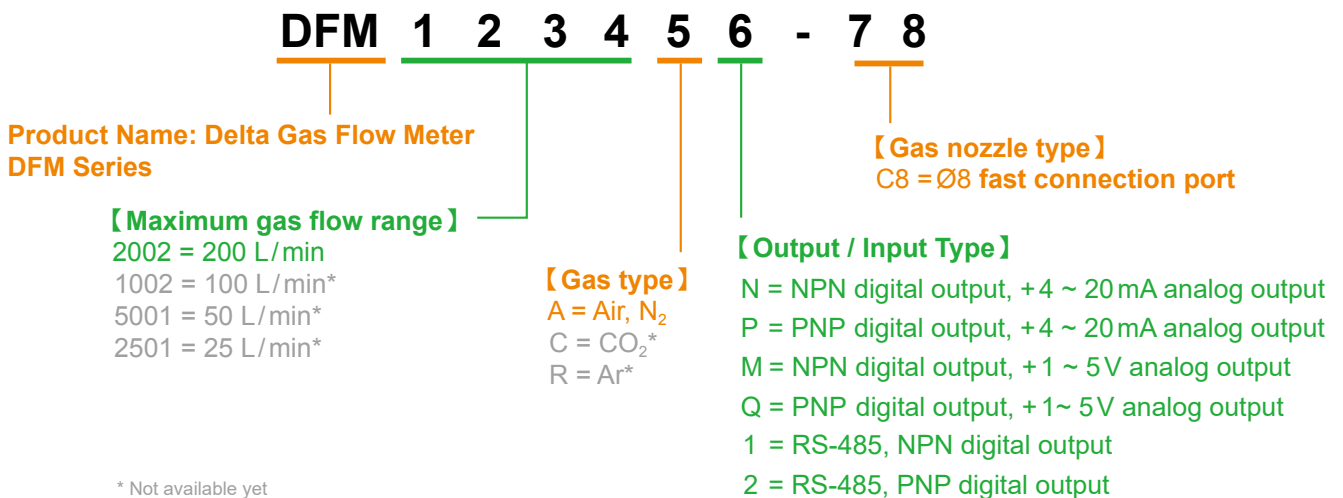 DFM 1 2 3 4 5 6 - 7 8
Product Name: Delta Gas Flow Meter
DFM Series
【Maximum gas flow range】
2002 = 200 L/min
1002 = 100 L/min*
5001 = 50 L/min*
2501 = 25 L/min*
【Gas type】
A = Air, N₂
C = CO₂*
R = Ar*
【Gas nozzle type】
C8 = Ø8 fast connection port
【Output / Input Type】
N = NPN digital output, +4 ~ 20 mA analog output
P = PNP digital output, +4 ~ 20 mA analog output
M = NPN digital output, +1 ~ 5 V analog output
Q = PNP digital output, +1~ 5 V analog output
1 = RS-485, NPN digital output
2 = RS-485, PNP digital output
* Not available yet